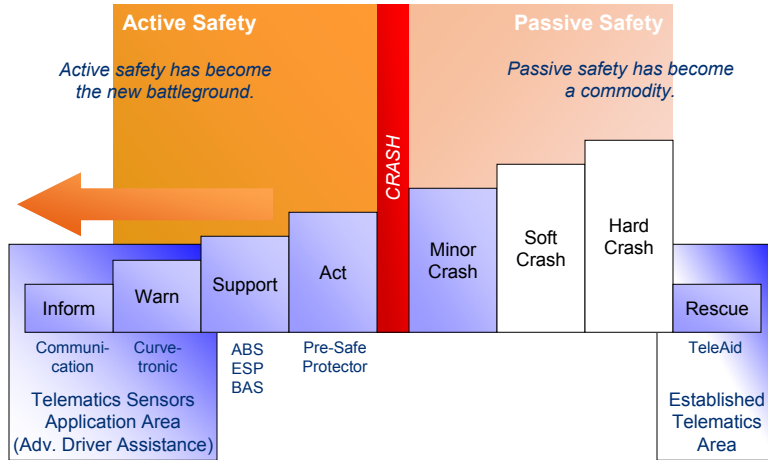 Active Safety
Passive Safety
Active safety has become
the new battleground.
Passive safety has become
a commodity.
CRASH
Inform
Warn
Support
Act
Minor
Crash
Soft
Crash
Hard
Crash
Rescue
Communi-
cation
Curve-
tronic
ABS
ESP
BAS
Pre-Safe
Protector
TeleAid
Telematics Sensors
Application Area
(Adv. Driver Assistance)
Established
Telematics
Area